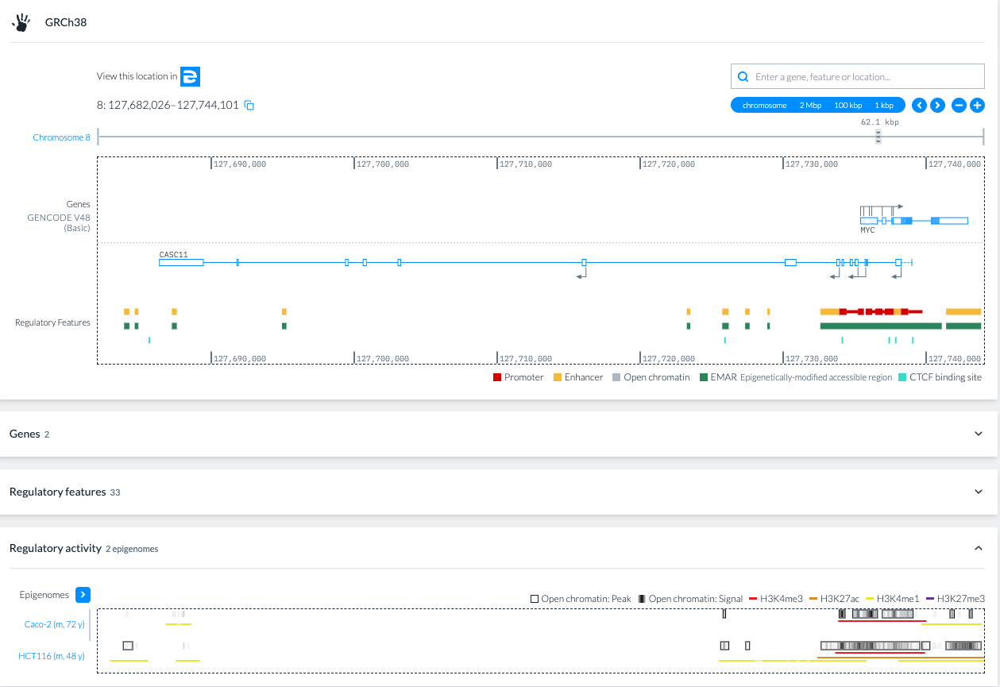 GRCh38
View this location in
Enter a gene, feature or location...
8: 127,682,026–127,744,101
chromosome 2 Mbp 100 kbp 1 kbp
62.1 kbp
Chromosome 8
127,690,000 127,700,000 127,710,000 127,720,000 127,730,000 127,740,000
Genes
GENCODE V48
(Basic)
MYC
CASC11
Regulatory Features
127,690,000 127,700,000 127,710,000 127,720,000 127,730,000 127,740,000
Promoter Enhancer Open chromatin EMAR Epigenetically-modified accessible region CTCF binding site
Genes 2
Regulatory features 33
Regulatory activity 2 epigenomes
Epigenomes
Open chromatin: Peak Open chromatin: Signal H3K4me3 H3K27ac H3K4me1 H3K27me3
Caco-2 (m, 72 y)
HCT116 (m, 48 y)